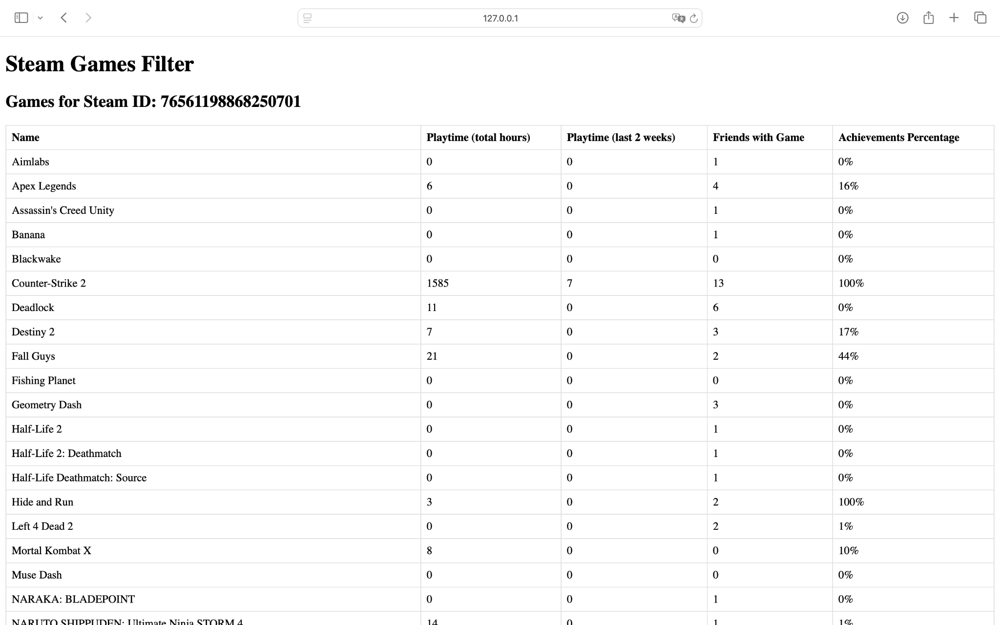 127.0.0.1
Steam Games Filter
Games for Steam ID: 76561198868250701
Name Playtime (total hours) Playtime (last 2 weeks) Friends with Game Achievements Percentage
Aimlabs 0 0 1 0%
Apex Legends 6 0 4 16%
Assassin's Creed Unity 0 0 1 0%
Banana 0 0 1 0%
Blackwake 0 0 0 0%
Counter-Strike 2 1585 7 13 100%
Deadlock 11 0 6 0%
Destiny 2 7 0 3 17%
Fall Guys 21 0 2 44%
Fishing Planet 0 0 0 0%
Geometry Dash 0 0 3 0%
Half-Life 2 0 0 1 0%
Half-Life 2: Deathmatch 0 0 1 0%
Half-Life Deathmatch: Source 0 0 1 0%
Hide and Run 3 0 2 100%
Left 4 Dead 2 0 0 2 1%
Mortal Kombat X 8 0 0 10%
Muse Dash 0 0 0 0%
NARAKA: BLADEPOINT 0 0 1 0%
NARUTO SHIPPUDEN: Ultimate Ninja STORM 4 14 0 1 1%